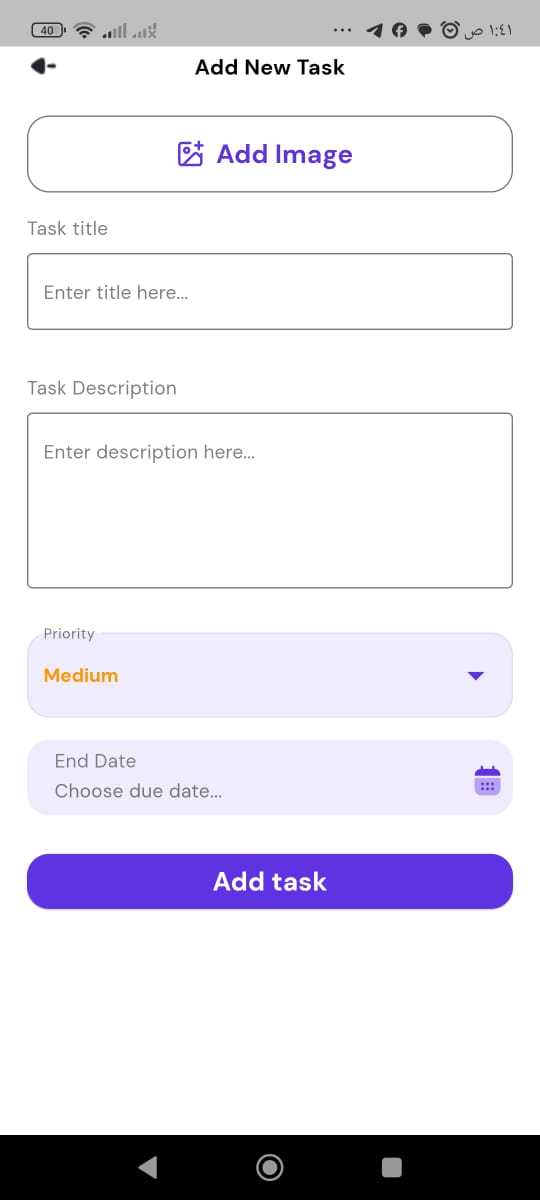 40 ... ص ١:٤١
Add New Task
Add Image
Task title
Enter title here...
Task Description
Enter description here...
Priority
Medium
End Date
Choose due date...
Add task